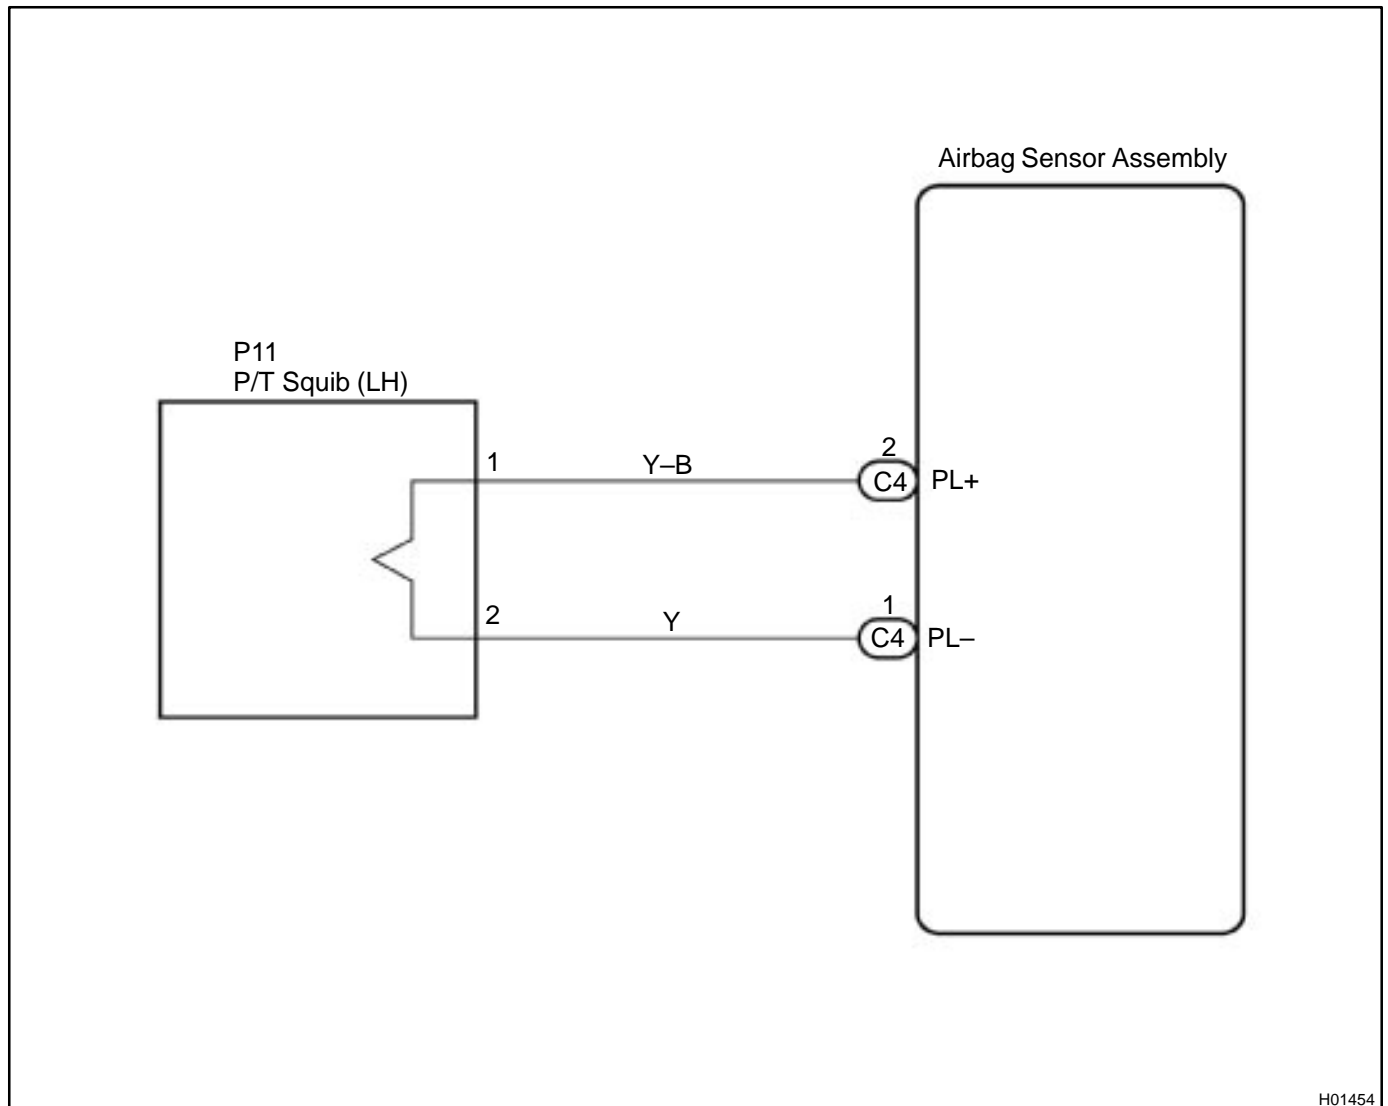 Airbag Sensor Assembly
P11
P/T Squib (LH)
1
Y–B
2
C4
PL+
2
Y
1
C4
PL–
H01454